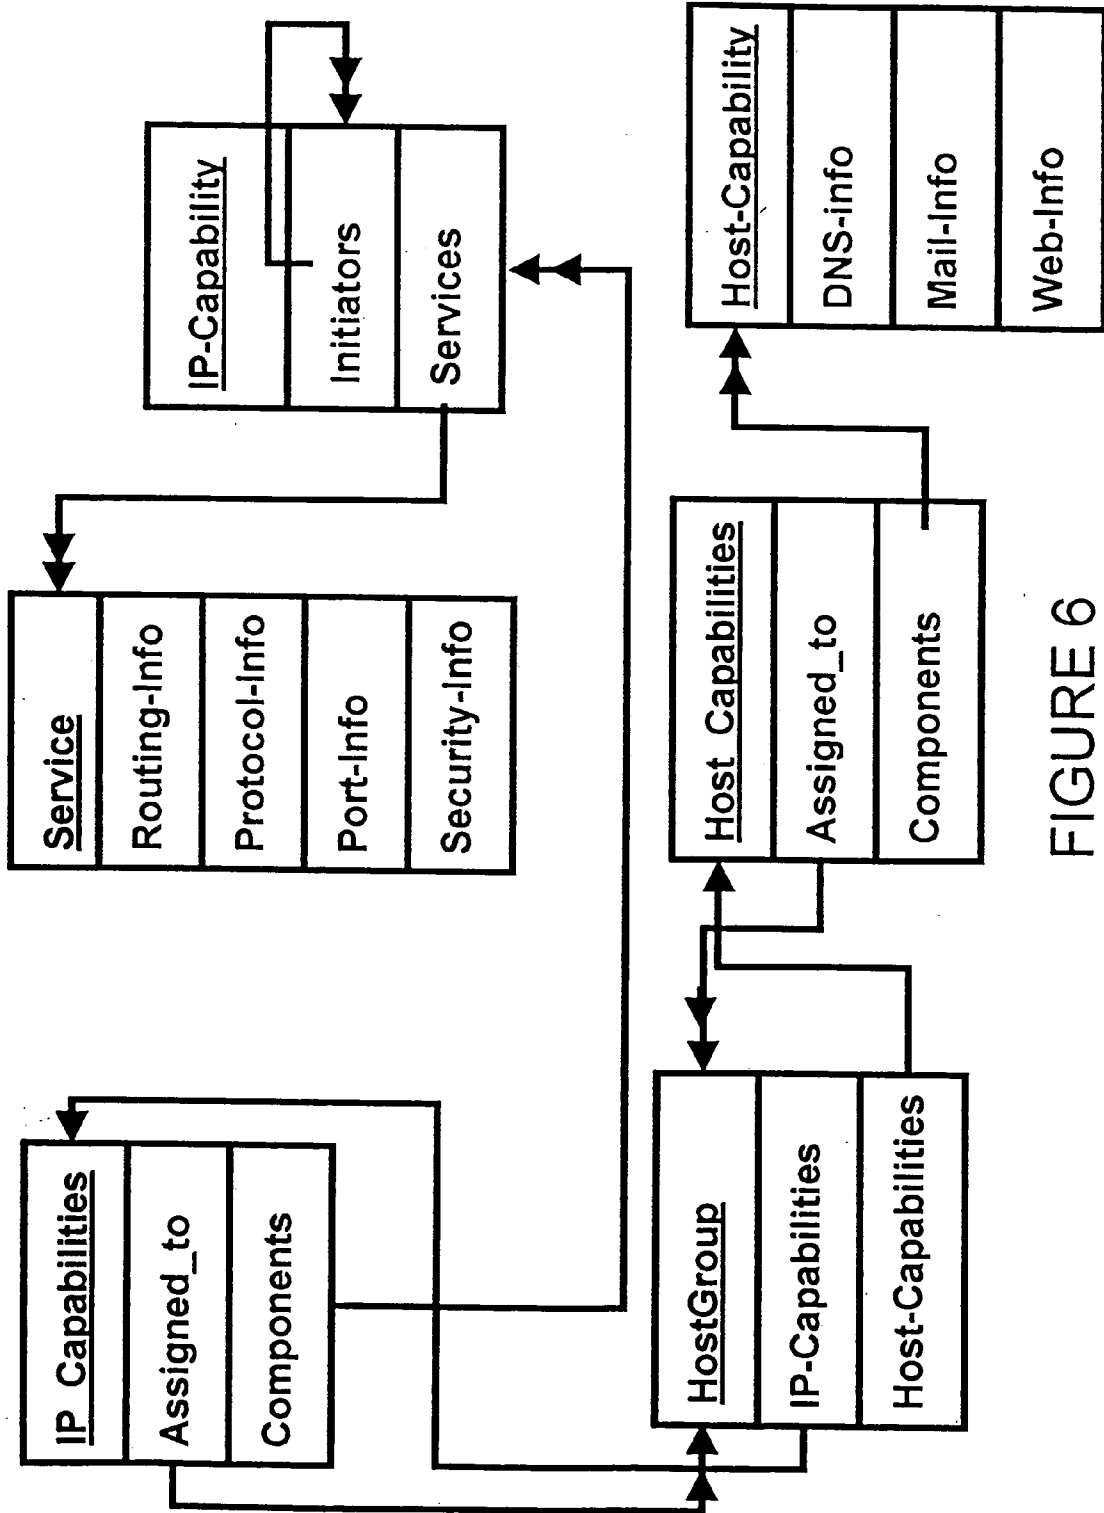 IP Capabilities
Assigned_to
Components
Service
Routing-Info
Protocol-Info
Port-Info
Security-Info
IP-Capability
Initiators
Services
HostGroup
IP-Capabilities
Host-Capabilities
Host Capabilities
Assigned_to
Components
Host-Capability
DNS-info
Mail-Info
Web-Info
FIGURE 6